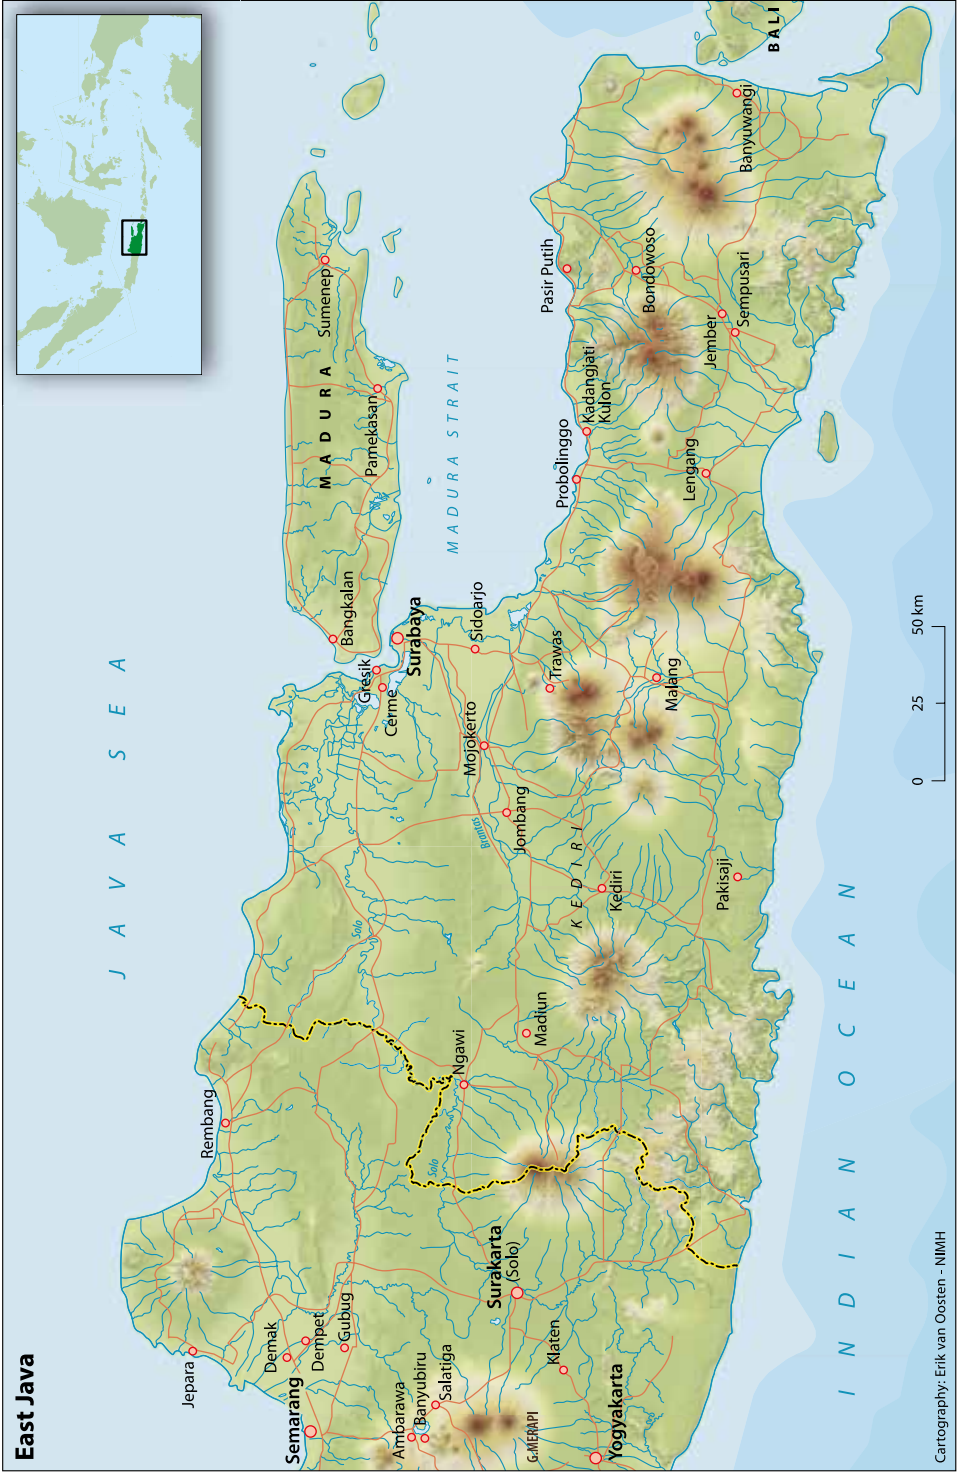 East Java
JAVA SEA
Rembang
Jepara
Demak
Dempet
Gubug
Semarang
Ambarawa
Banyubiru
Salatiga
G.MERAPI
Surakarta
(Solo)
Klaten
Yogyakarta
Solo
Ngawi
Madiun
Solo
KEDIRI
Kediri
Pakisaji
Brantas
Jombang
Mojokerto
Gresik
Cerme
Surabaya
Sidoarjo
Trawas
Malang
Bangkalan
MADURA
Pamekasan
Sumenep
MADURA STRAIT
Probolinggo
Kadangjati
Kulon
Lengang
Pasir Putih
Bondowoso
Jember
Sempusari
Banyuwangi
BALI
INDIAN OCEAN
0 25 50 km
Cartography: Erik van Oosten - NIMH